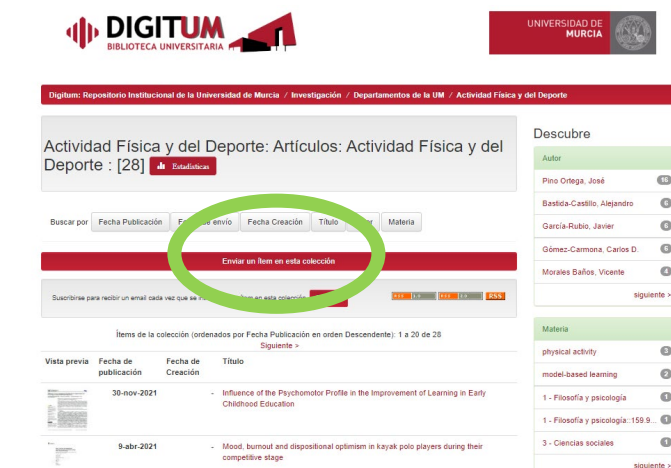 DIGITUM
BIBLIOTECA UNIVERSITARIA
UNIVERSIDAD DE
MURCIA
Digitum: Repositorio Institucional de la Universidad de Murcia / Investigación / Departamentos de la UM / Actividad Física y del Deporte
Actividad Física y del Deporte: Artículos: Actividad Física y del
Deporte : [28] Estadísticas
Buscar por Fecha Publicación envío Fecha Creación Título Materia
Enviar un ítem en esta colección
Suscribirse para recibir un email cada vez que se ítem en esta colección
RSS
Ítems de la colección (ordenados por Fecha Publicación en orden Descendente): 1 a 20 de 28
Siguiente >
Vista previa Fecha de publicación Fecha de Creación Título
30-nov-2021 - Influence of the Psychomotor Profile in the Improvement of Learning in Early
Childhood Education
9-abr-2021 - Mood, burnout and dispositional optimism in kayak polo players during their
competitive stage
Descubre
Autor
Pino Ortega, José 16
Bastida-Castillo, Alejandro 6
García-Rubio, Javier 6
Gómez-Carmona, Carlos D. 6
Morales Baños, Vicente 4
siguiente >
Materia
physical activity 3
model-based learning 2
1 - Filosofía y psicología 1
1 - Filosofía y psicología::159.9... 1
3 - Ciencias sociales 1
siguiente >